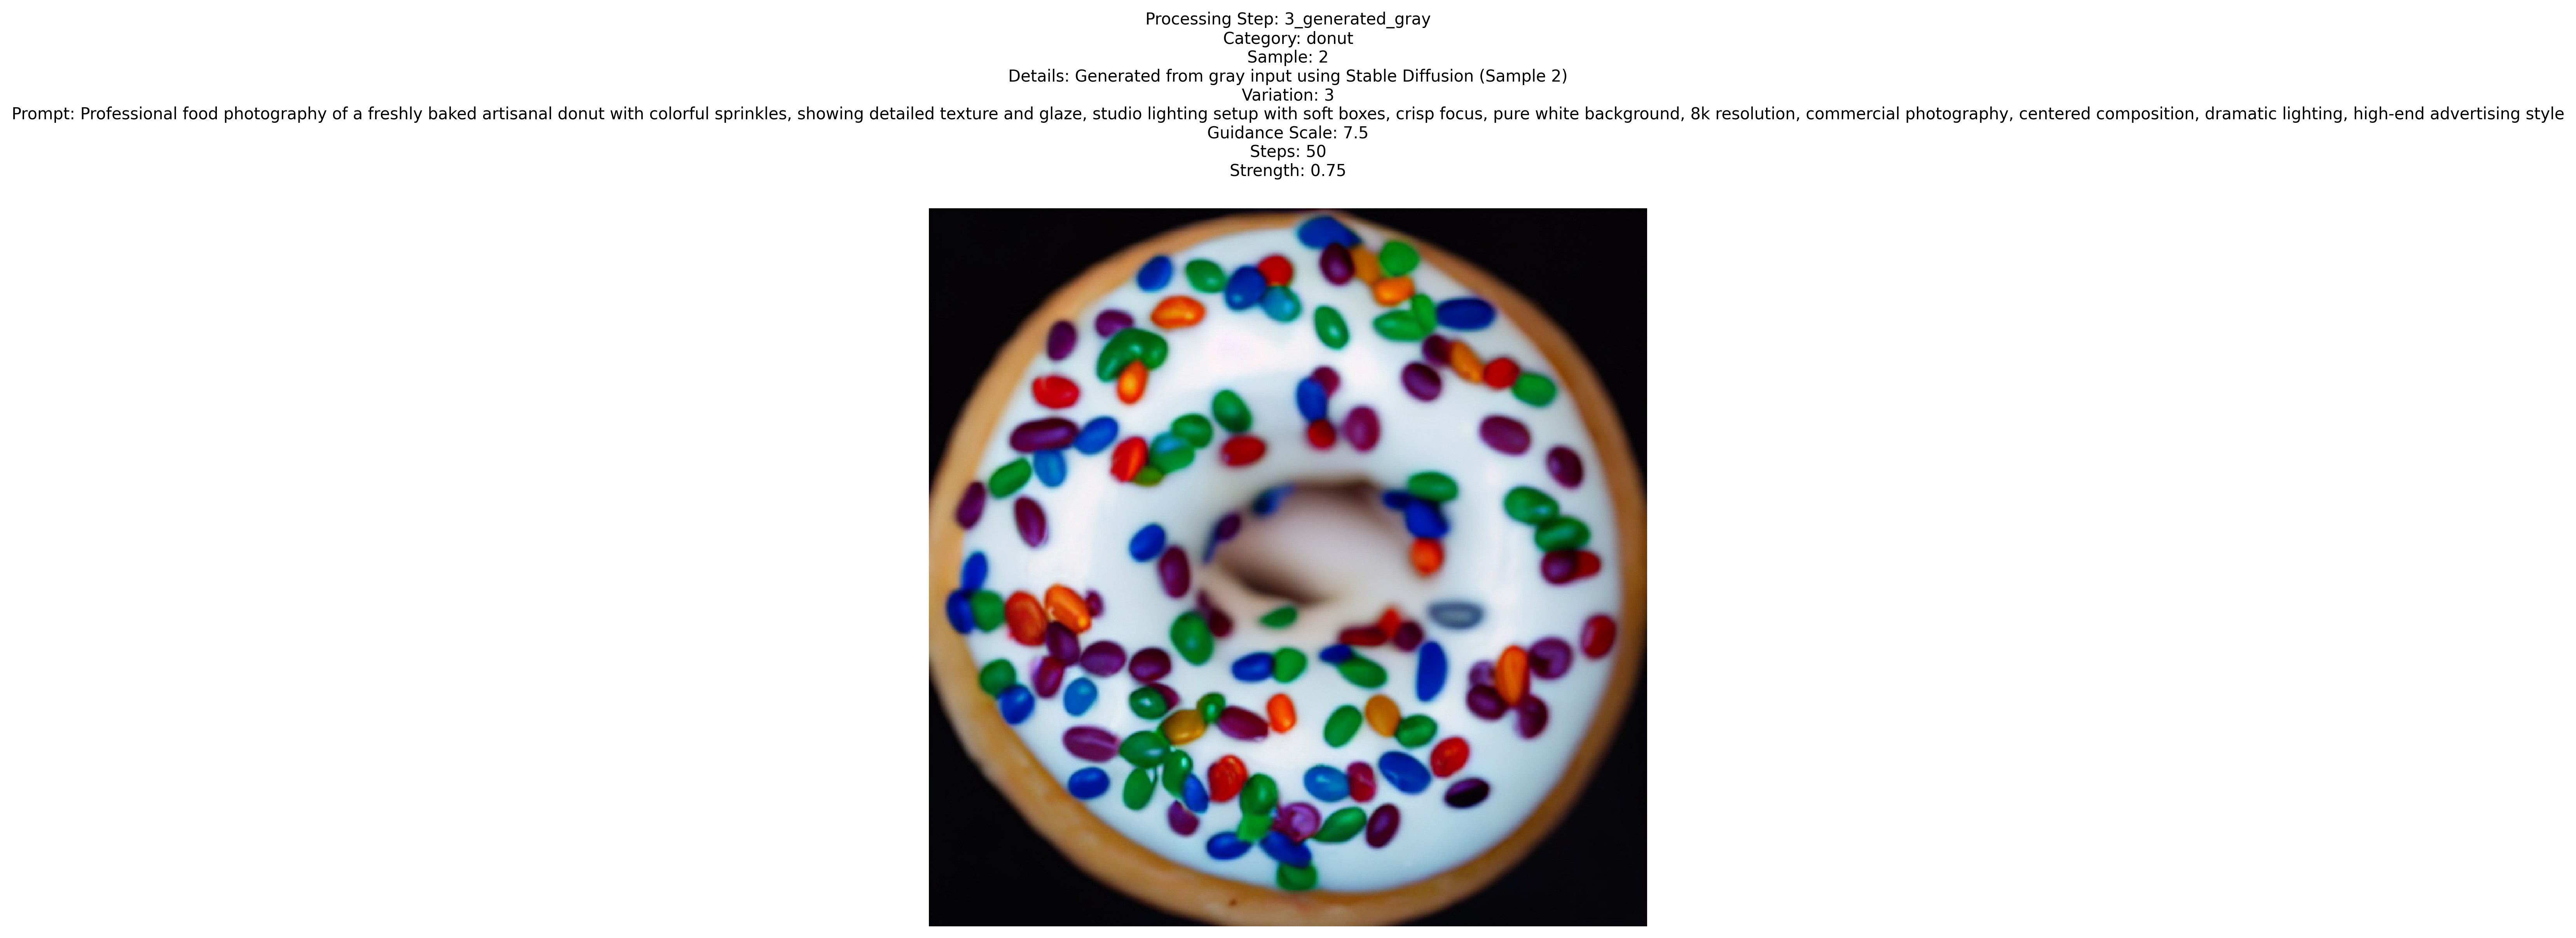 Processing Step: 3_generated_gray
Category: donut
Sample: 2
Details: Generated from gray input using Stable Diffusion (Sample 2)
Variation: 3
Prompt: Professional food photography of a freshly baked artisanal donut with colorful sprinkles, showing detailed texture and glaze, studio lighting setup with soft boxes, crisp focus, pure white background, 8k resolution, commercial photography, centered composition, dramatic lighting, high-end advertising style
Guidance Scale: 7.5
Steps: 50
Strength: 0.75